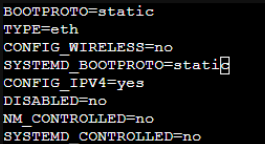 BOOTPROTO=static
TYPE=eth
CONFIG_WIRELESS=no
SYSTEMD_BOOTPROTO=static
CONFIG_IPV4=yes
DISABLED=no
NM_CONTROLLED=no
SYSTEMD_CONTROLLED=no